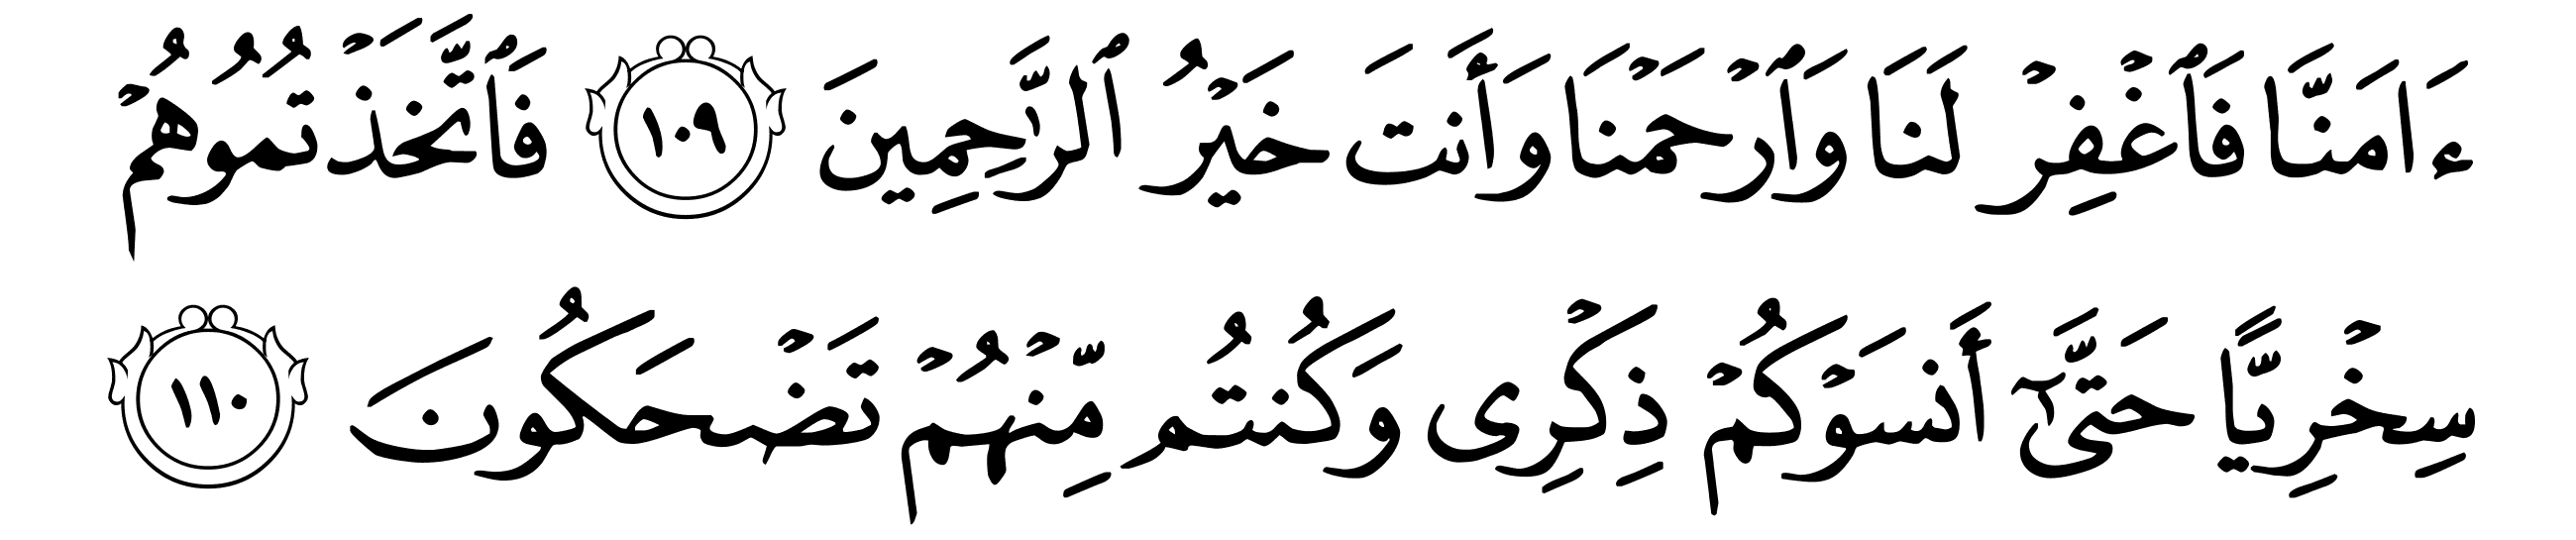 ءَامَنَّا فَٱغْفِرْ لَنَا وَٱرْحَمْنَا وَأَنتَ خَيْرُ ٱلرَّٰحِمِينَ ١٠٩ فَٱتَّخَذْتُمُوهُمْ
سِخْرِيًّا حَتَّىٰٓ أَنسَوْكُمْ ذِكْرِى وَكُنتُم مِّنْهُمْ تَضْحَكُونَ ١١٠